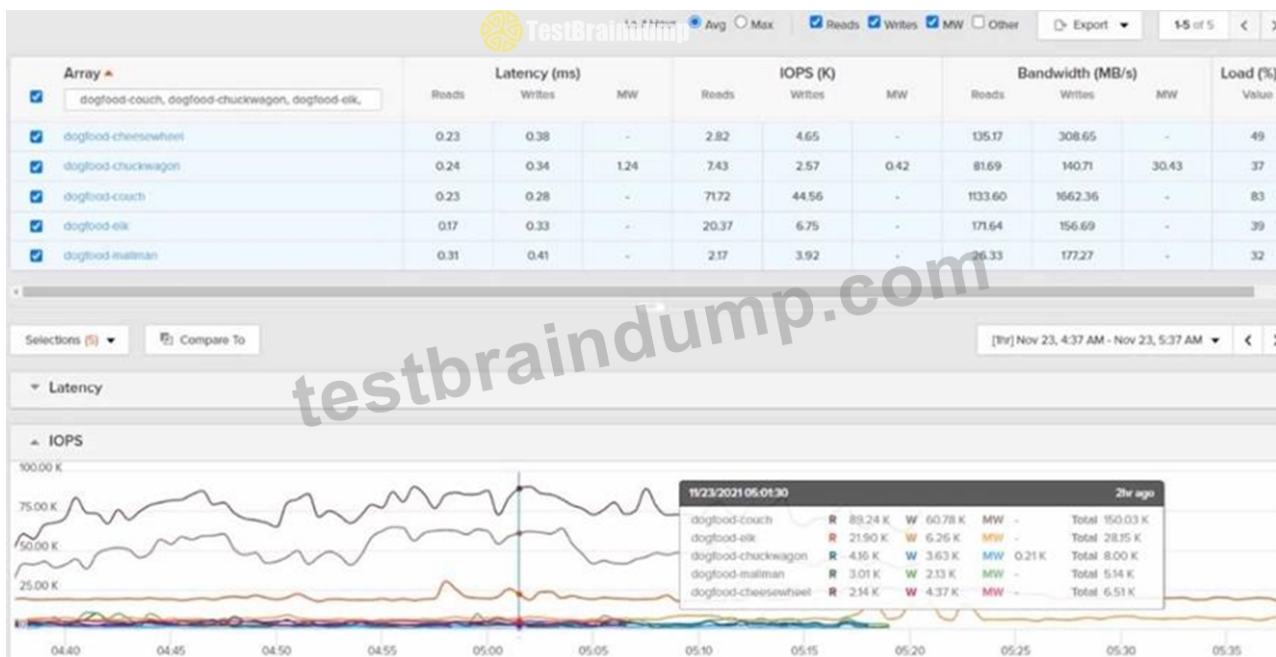 TestBraindump
Avg Max Reads Writes MW Other Export 1-5 of 5
Array Latency (ms) IOPS (K) Bandwidth (MB/s) Load (%)
dogfood-couch, dogfood-chuckwagon, dogfood-elk, Reads Writes MW Reads Writes MW Reads Writes MW Value
dogfood-cheesewheel 0.23 0.38 - 2.82 4.65 - 135.17 308.65 - 49
dogfood-chuckwagon 0.24 0.34 1.24 7.43 2.57 0.42 81.69 140.71 30.43 37
dogfood-couch 0.23 0.28 - 71.72 44.56 - 1133.60 1662.36 - 83
dogfood-elk 0.17 0.33 - 20.37 6.75 - 171.64 156.69 - 39
dogfood-mailman 0.31 0.41 - 2.17 3.92 - 26.33 177.27 - 32
testbraindump.com
Selections (5) Compare To [1hr] Nov 23, 4:37 AM - Nov 23, 5:37 AM
Latency
IOPS
100.00 K
75.00 K
50.00 K
25.00 K
11/23/2021 05:01:30 2hr ago
dogfood-couch R 89.24 K W 60.78 K MW - Total 150.03 K
dogfood-elk R 21.90 K W 6.26 K MW - Total 28.15 K
dogfood-chuckwagon R 4.16 K W 3.63 K MW 0.21 K Total 8.00 K
dogfood-mailman R 3.01 K W 2.13 K MW - Total 5.14 K
dogfood-cheesewheel R 2.14 K W 4.37 K MW - Total 6.51 K
04:40 04:45 04:50 04:55 05:00 05:05 05:10 05:15 05:20 05:25 05:30 05:35